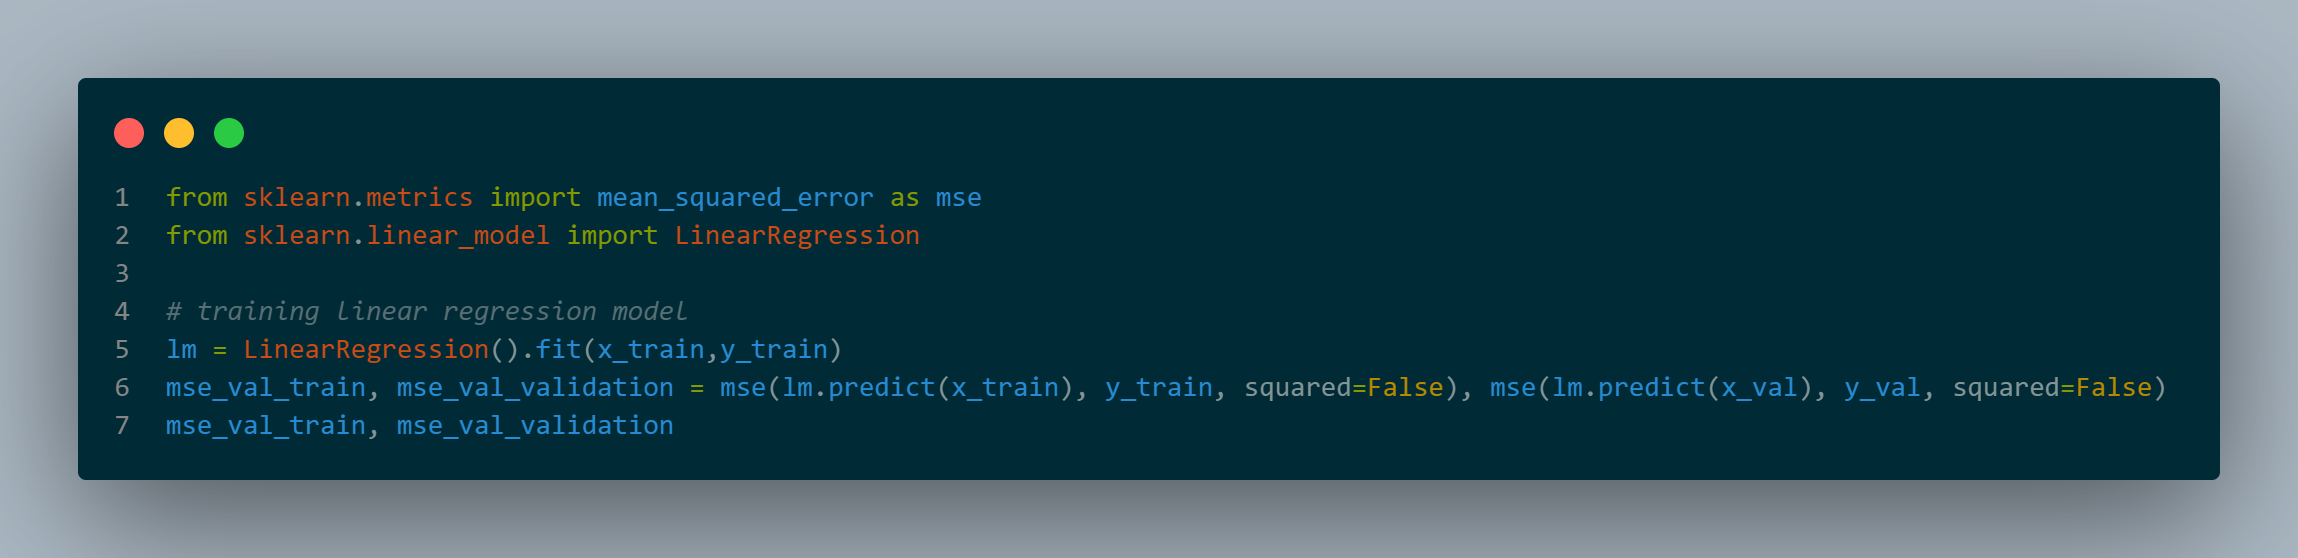 1 from sklearn.metrics import mean_squared_error as mse
2 from sklearn.linear_model import LinearRegression
3
4 # training linear regression model
5 lm = LinearRegression().fit(x_train,y_train)
6 mse_val_train, mse_val_validation = mse(lm.predict(x_train), y_train, squared=False), mse(lm.predict(x_val), y_val, squared=False)
7 mse_val_train, mse_val_validation